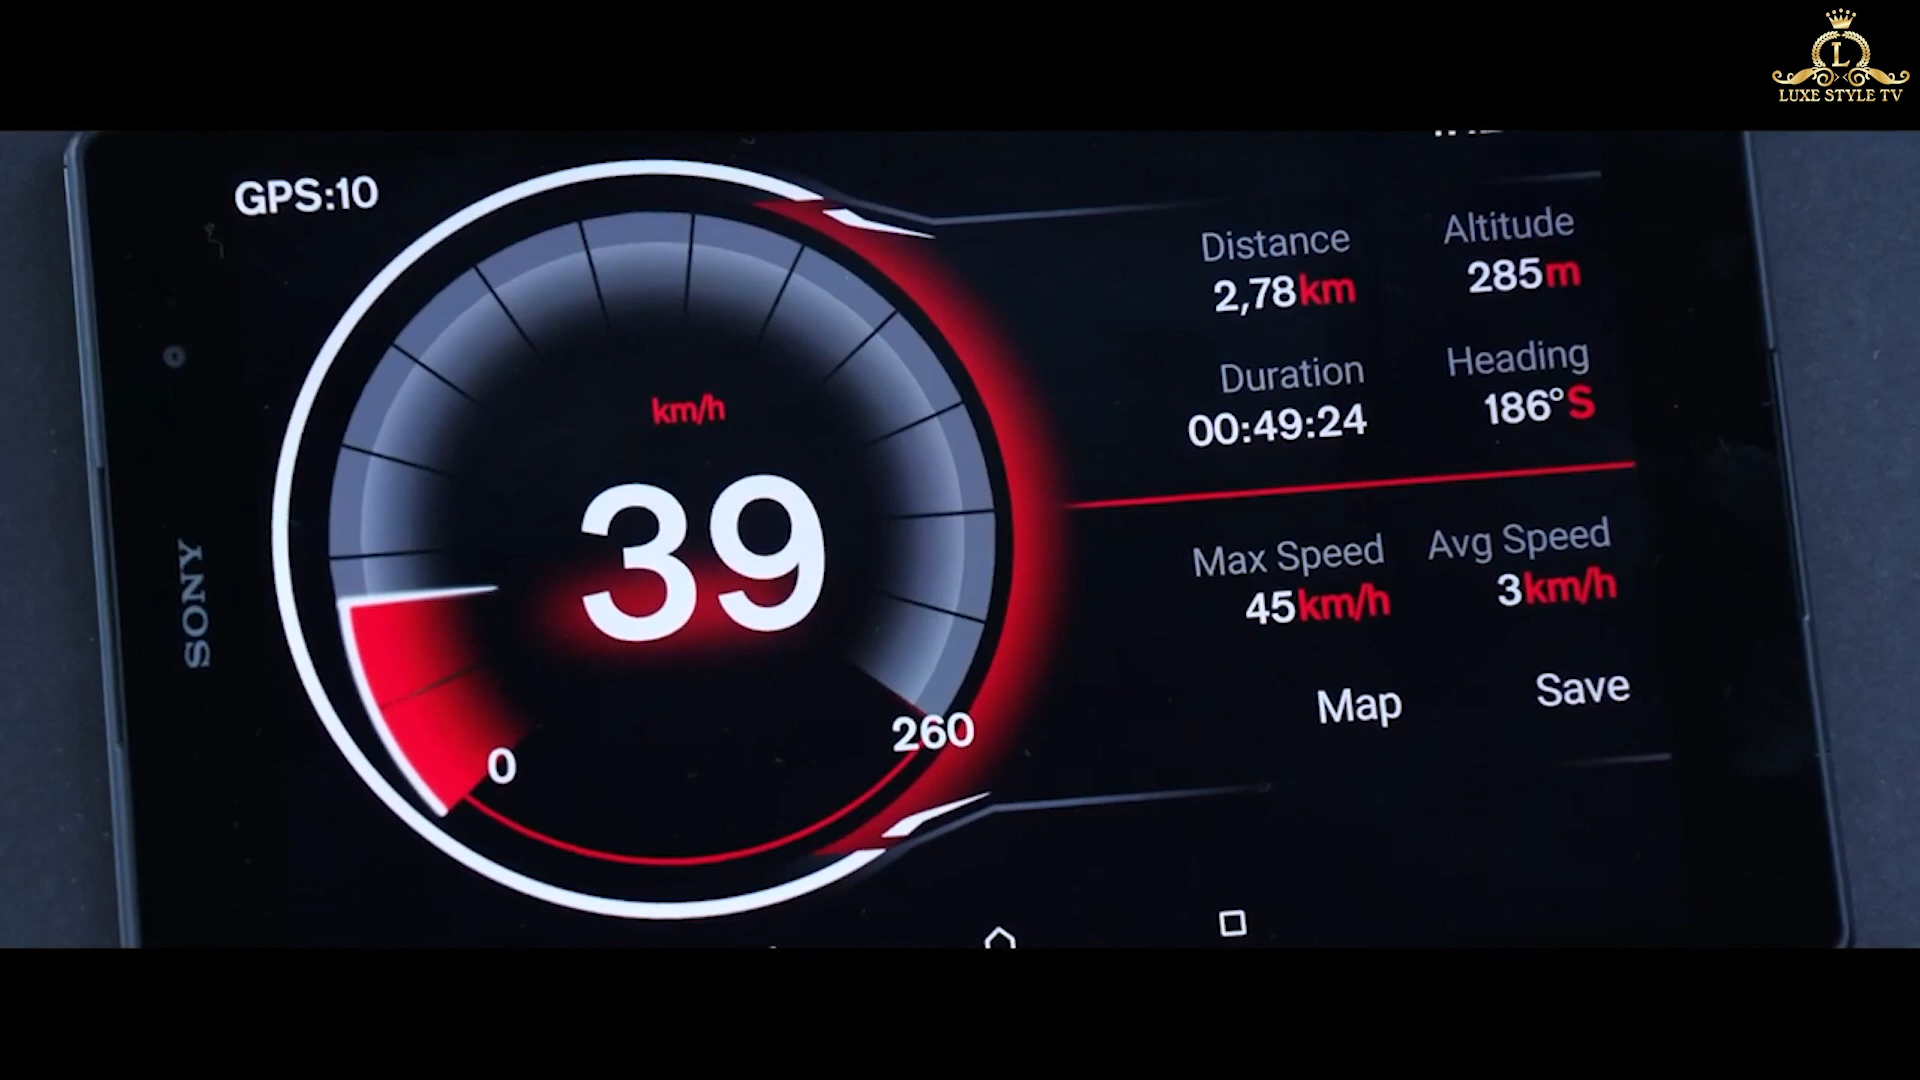 L
LUXE STYLE TV
GPS:10
SONY
km/h
39
0
260
Distance
2,78km
Altitude
285m
Duration
00:49:24
Heading
186°S
Max Speed
45km/h
Avg Speed
3km/h
Map
Save